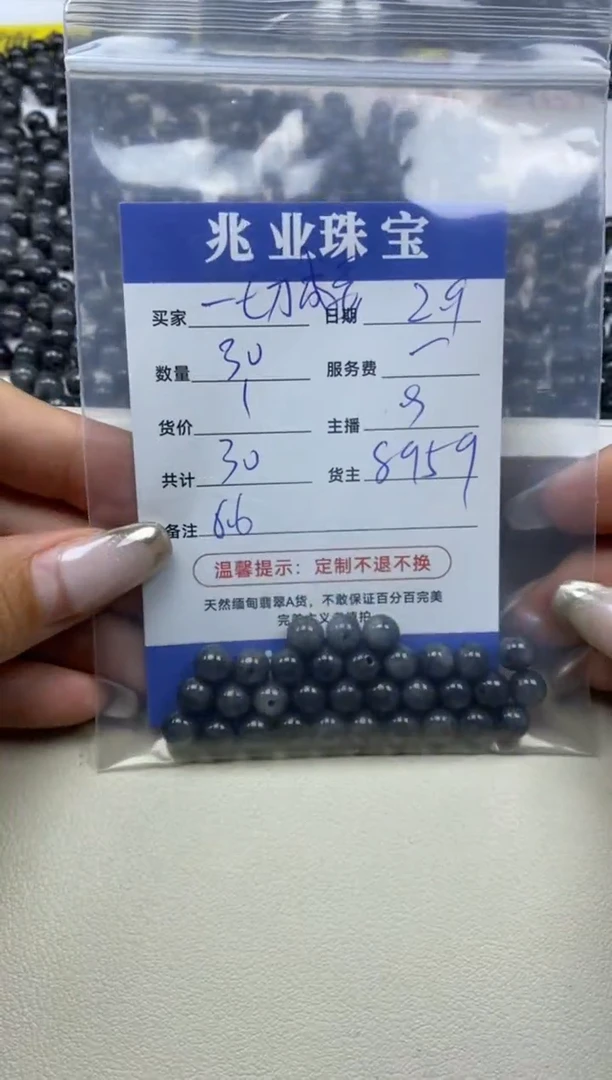 兆业珠宝
买家 日期 29
数量 30 服务费 一
货价 1 主播
共计 30 货主 8959
备注 6.6
温馨提示：定制不退不换
天然缅甸翡翠A货，不敢保证百分百完美